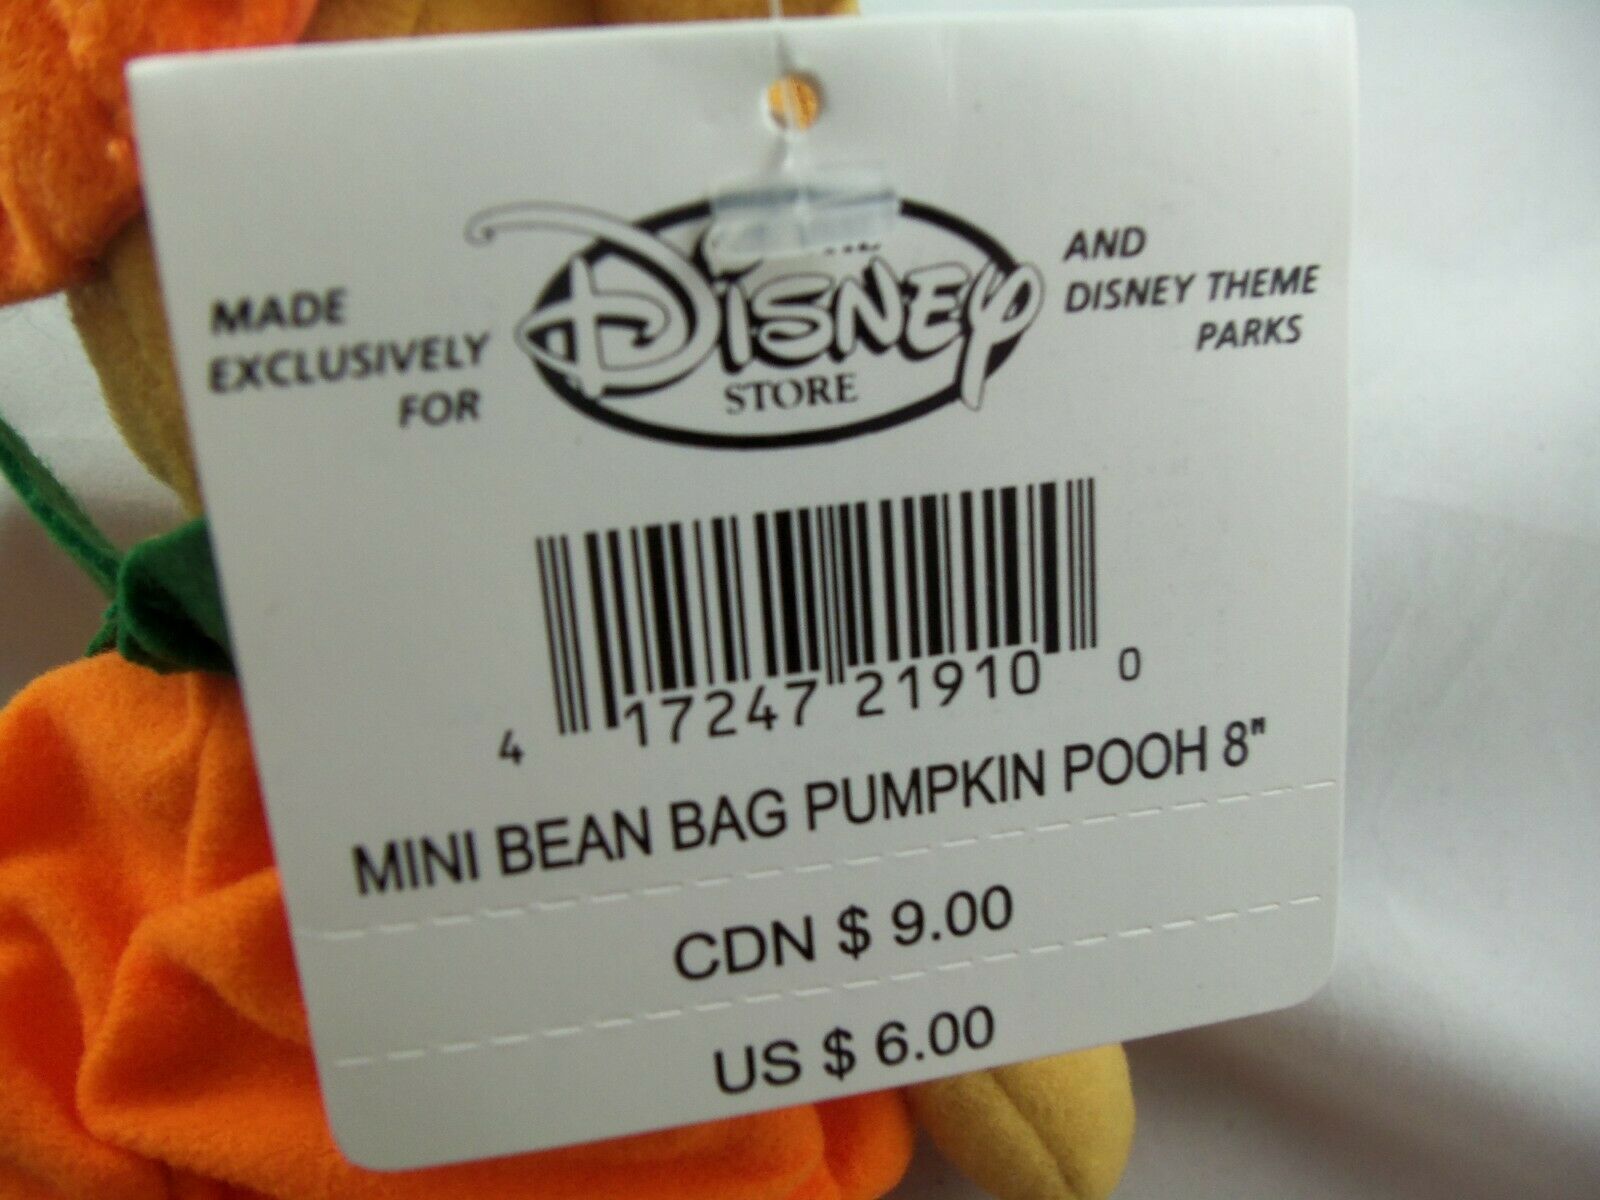 MADE
EXCLUSIVELY
FOR
DISNEY
STORE
AND
DISNEY THEME
PARKS
4 17247 21910 0
MINI BEAN BAG PUMPKIN POOH 8"
CDN $ 9.00
US $ 6.00